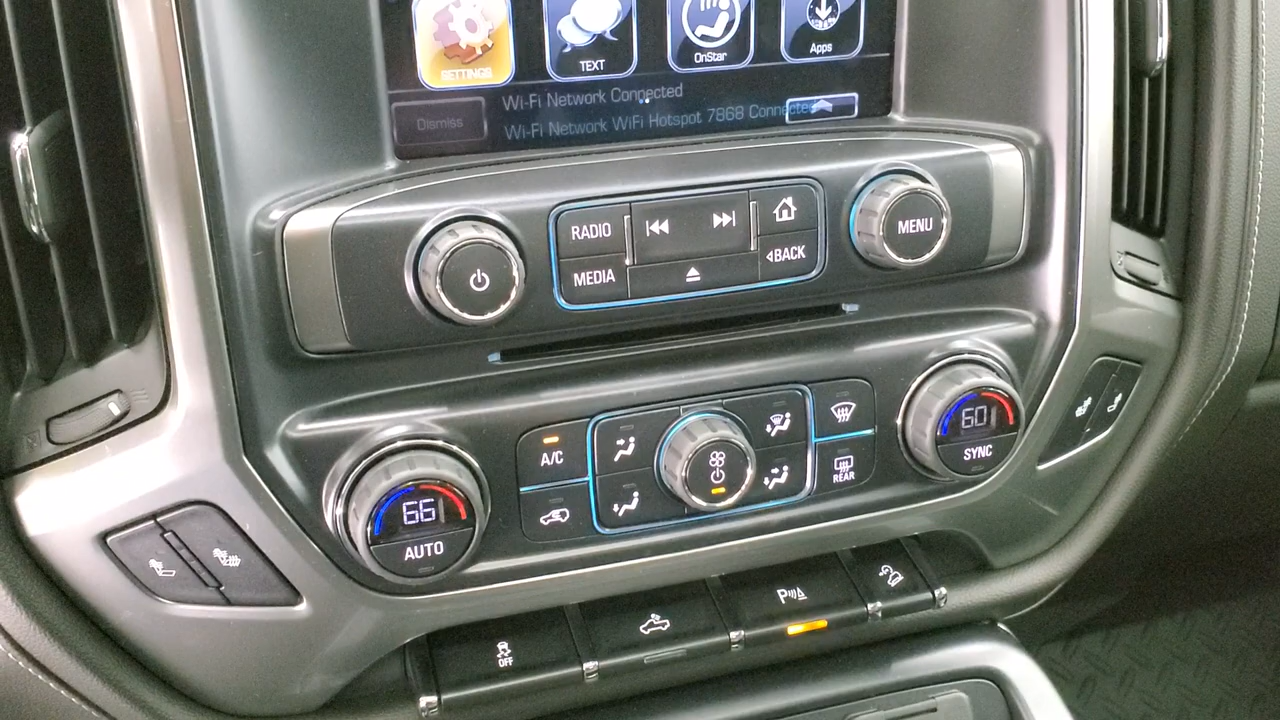 SETTINGS
TEXT
OnStar
Apps
Dismiss
Wi-Fi Network Connected
Wi-Fi Network WiFi Hotspot 7868 Connected
RADIO
MEDIA
BACK
MENU
A/C
REAR
66
AUTO
60
SYNC
OFF
P